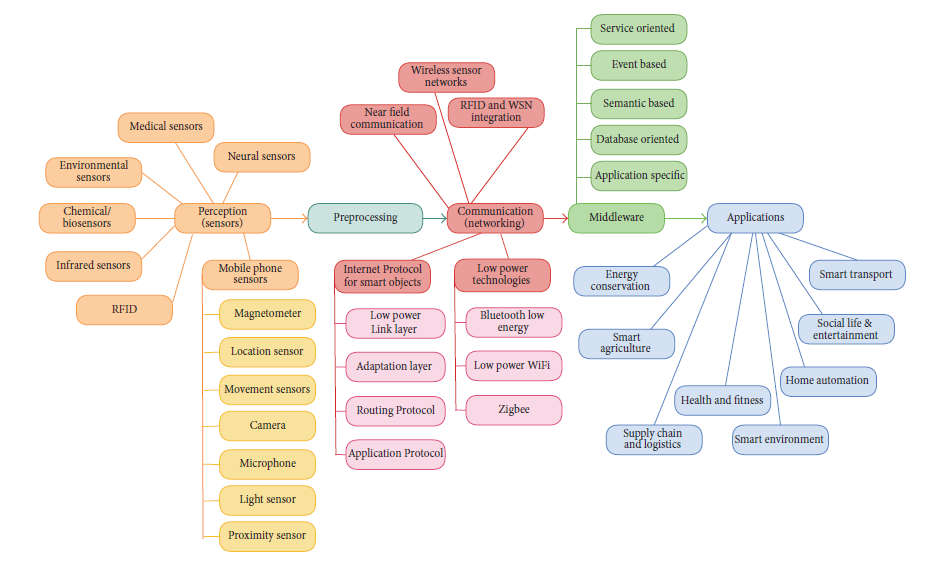 Service oriented
Event based
Semantic based
Database oriented
Application specific
Wireless sensor
networks
Near field
communication
RFID and WSN
integration
Medical sensors
Neural sensors
Environmental
sensors
Chemical/
biosensors
Infrared sensors
RFID
Perception
(sensors)
Preprocessing
Communication
(networking)
Middleware
Applications
Mobile phone
sensors
Magnetometer
Location sensor
Movement sensors
Camera
Microphone
Light sensor
Proximity sensor
Internet Protocol
for smart objects
Low power
Link layer
Adaptation layer
Routing Protocol
Application Protocol
Low power
technologies
Bluetooth low
energy
Low power WiFi
Zigbee
Energy
conservation
Smart
agriculture
Supply chain
and logistics
Health and fitness
Smart environment
Home automation
Social life &
entertainment
Smart transport